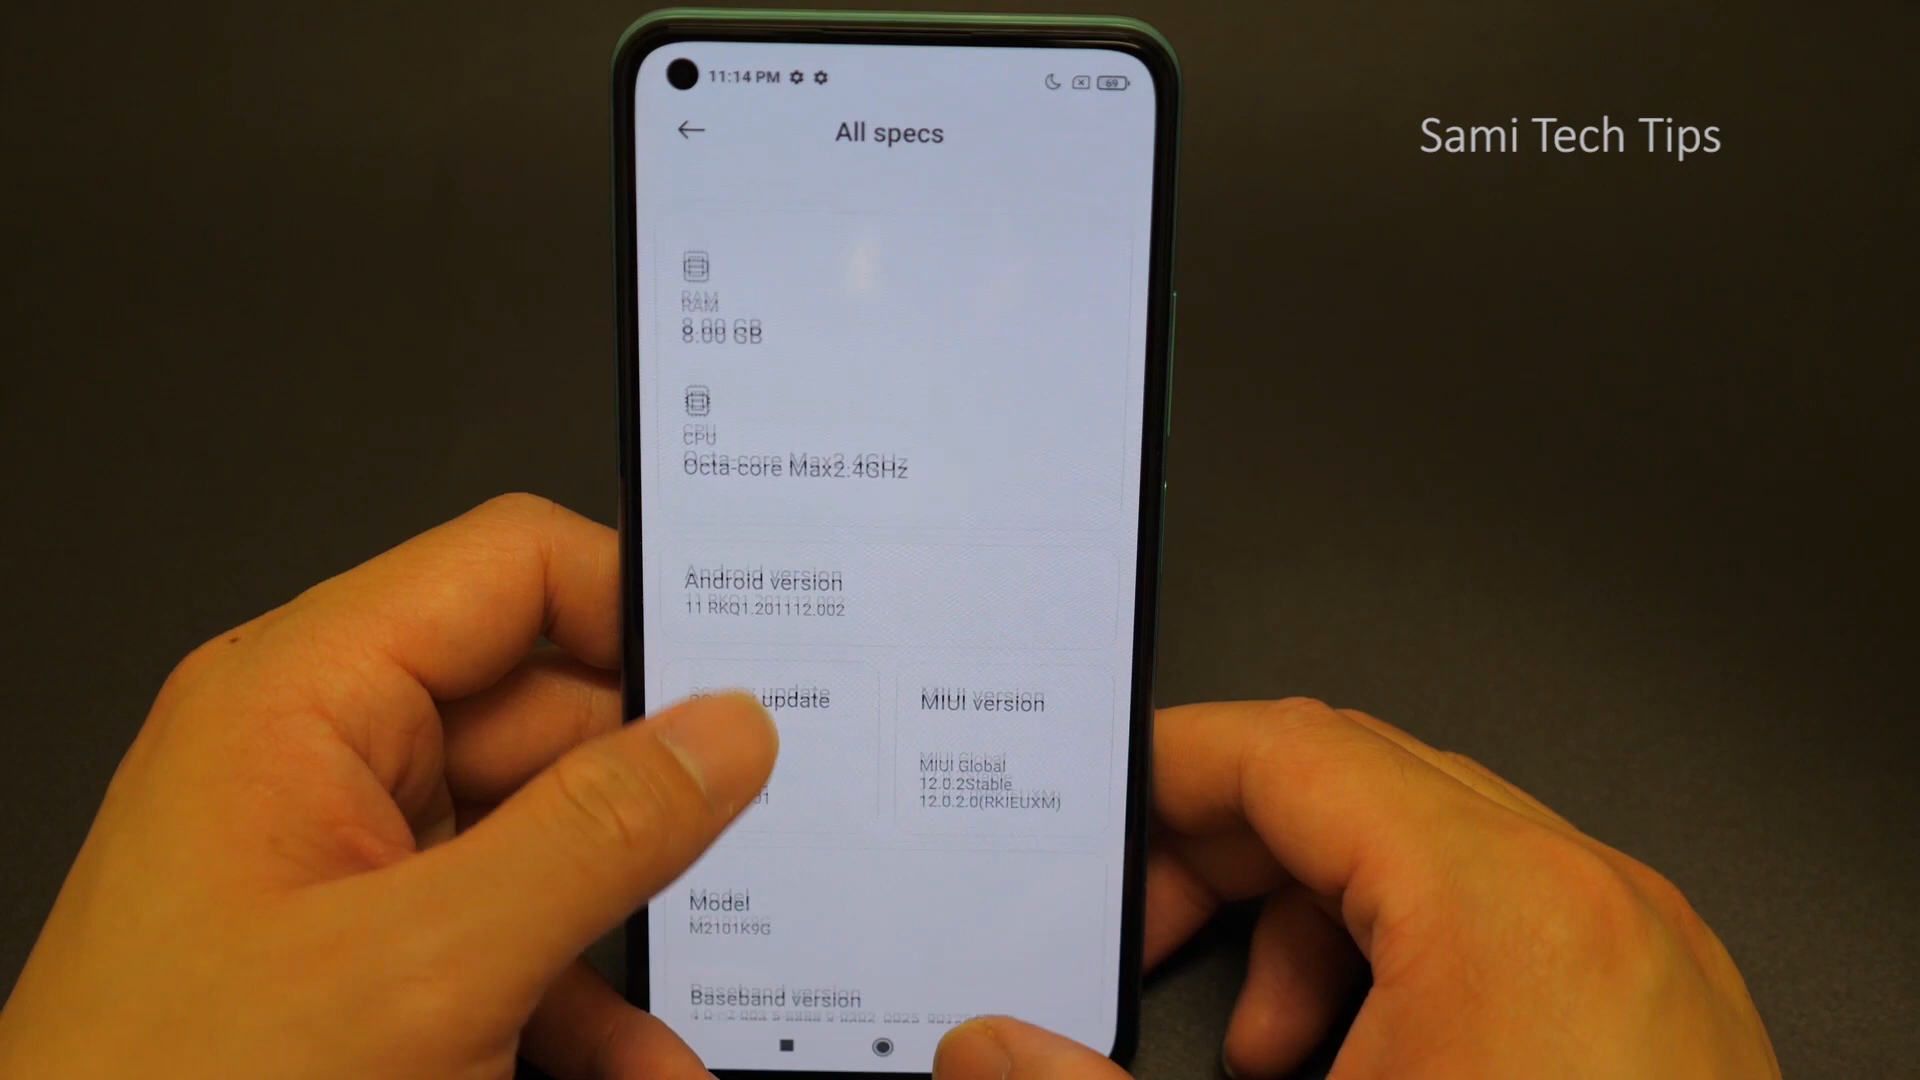 11:14 PM
69
Sami Tech Tips
All specs
RAM
8.00 GB
CPU
Octa-core Max2.4GHz
Android version
11 RKQ1.201112.002
update
MIUI version
MIUI Global
12.0.2Stable
12.0.2.0(RKIEUXM)
01
Model
M2101K9G
Baseband version